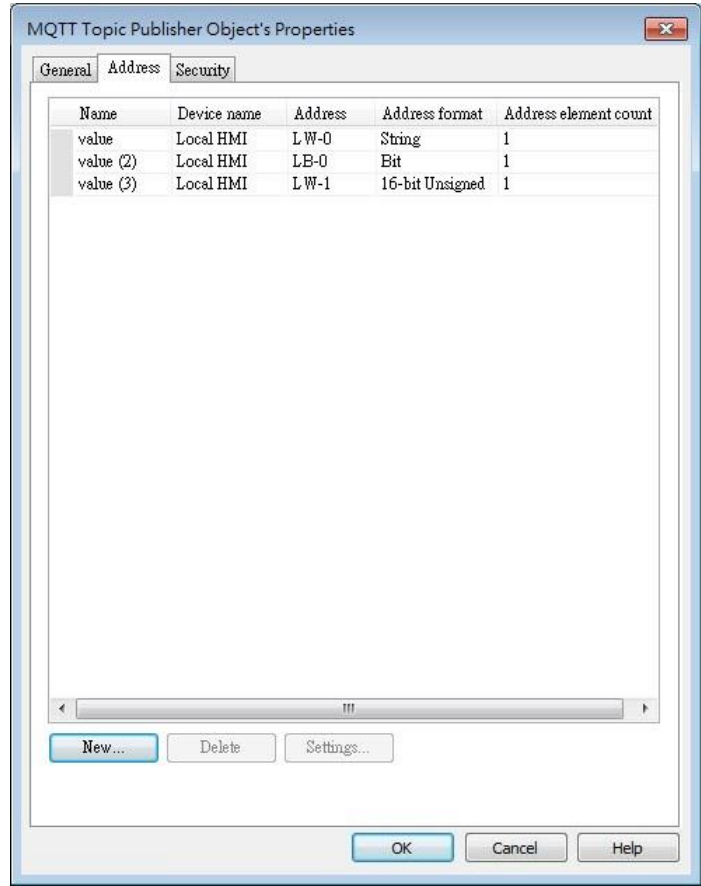 MQTT Topic Publisher Object's Properties
General Address Security
Name Device name Address Address format Address element count
value Local HMI LW-0 String 1
value (2) Local HMI LB-0 Bit 1
value (3) Local HMI LW-1 16-bit Unsigned 1
New... Delete Settings...
OK Cancel Help